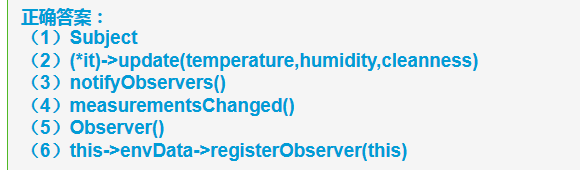 正确答案：
（1）Subject
（2）(*it)->update(temperature,humidity,cleanness)
（3）notifyObservers()
（4）measurementsChanged()
（5）Observer()
（6）this->envData->registerObserver(this)